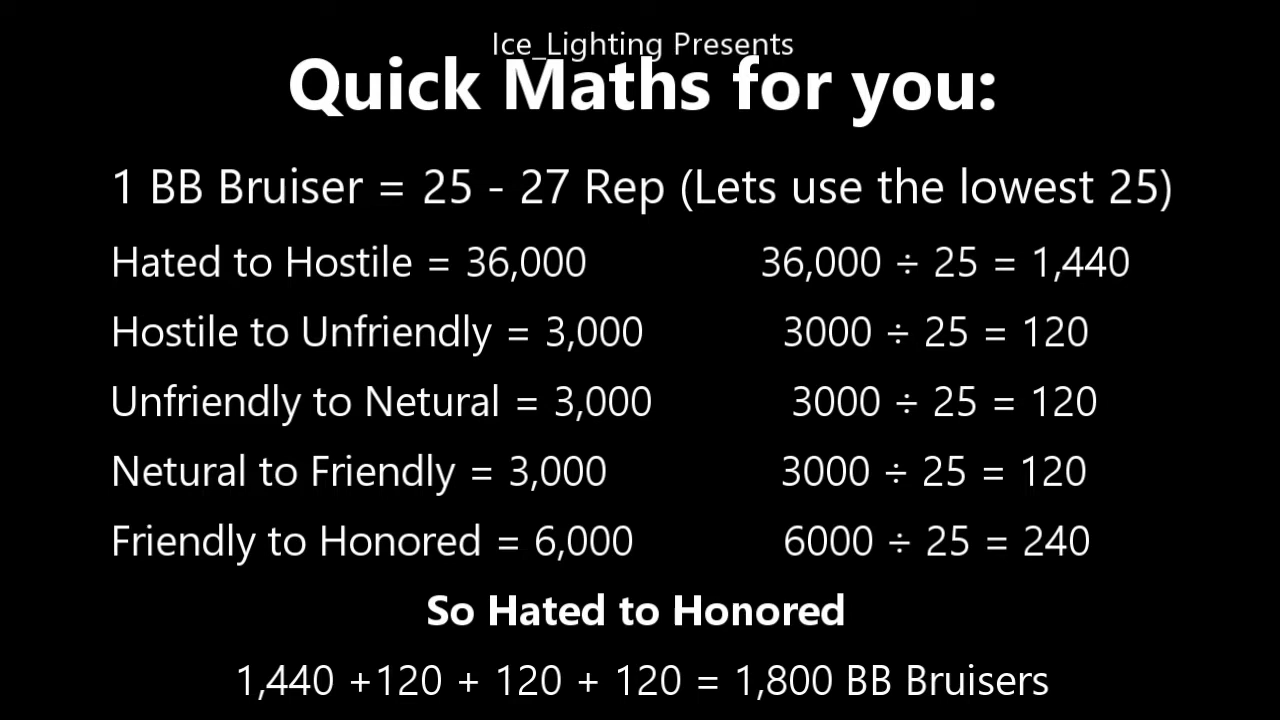 Ice_Lighting Presents
Quick Maths for you:
1 BB Bruiser = 25 - 27 Rep (Lets use the lowest 25)
Hated to Hostile = 36,000 36,000 ÷ 25 = 1,440
Hostile to Unfriendly = 3,000 3000 ÷ 25 = 120
Unfriendly to Netural = 3,000 3000 ÷ 25 = 120
Netural to Friendly = 3,000 3000 ÷ 25 = 120
Friendly to Honored = 6,000 6000 ÷ 25 = 240
So Hated to Honored
1,440 +120 + 120 + 120 = 1,800 BB Bruisers